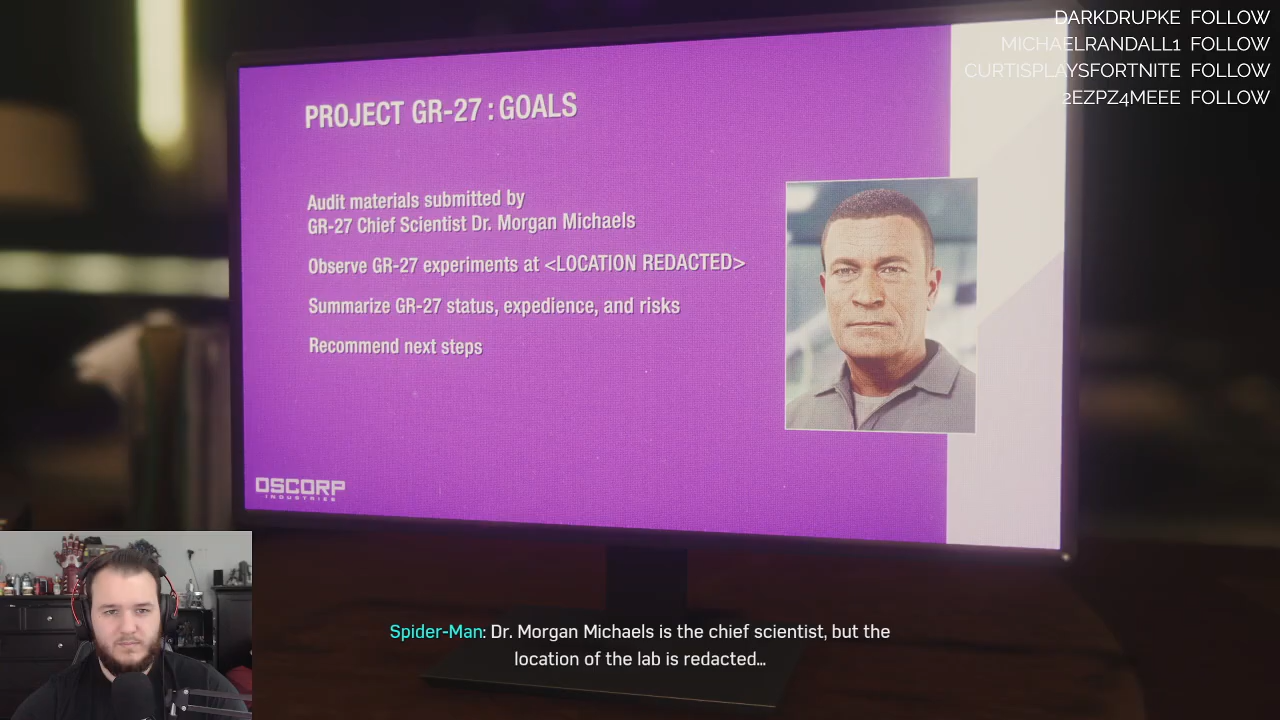 DARKDRUPKE FOLLOW
MICHAELRANDALL1 FOLLOW
CURTISPLAYSFORTNITE FOLLOW
2EZPZ4MEEE FOLLOW
PROJECT GR-27 : GOALS
Audit materials submitted by
GR-27 Chief Scientist Dr. Morgan Michaels
Observe GR-27 experiments at <LOCATION REDACTED>
Summarize GR-27 status, expedience, and risks
Recommend next steps
OSCORP
INDUSTRIES
Spider-Man: Dr. Morgan Michaels is the chief scientist, but the
location of the lab is redacted...